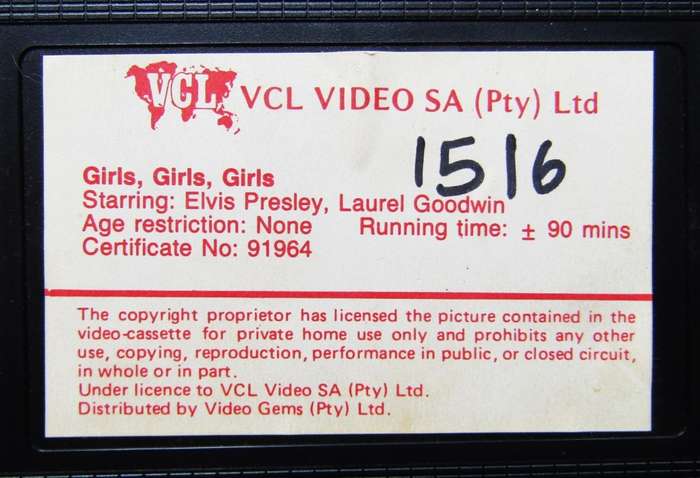 VCL VCL VIDEO SA (Pty) Ltd
1516
Girls, Girls, Girls
Starring: Elvis Presley, Laurel Goodwin
Age restriction: None Running time: ± 90 mins
Certificate No: 91964
The copyright proprietor has licensed the picture contained in the
video-cassette for private home use only and prohibits any other
use, copying, reproduction, performance in public, or closed circuit,
in whole or in part.
Under licence to VCL Video SA (Pty) Ltd.
Distributed by Video Gems (Pty) Ltd.